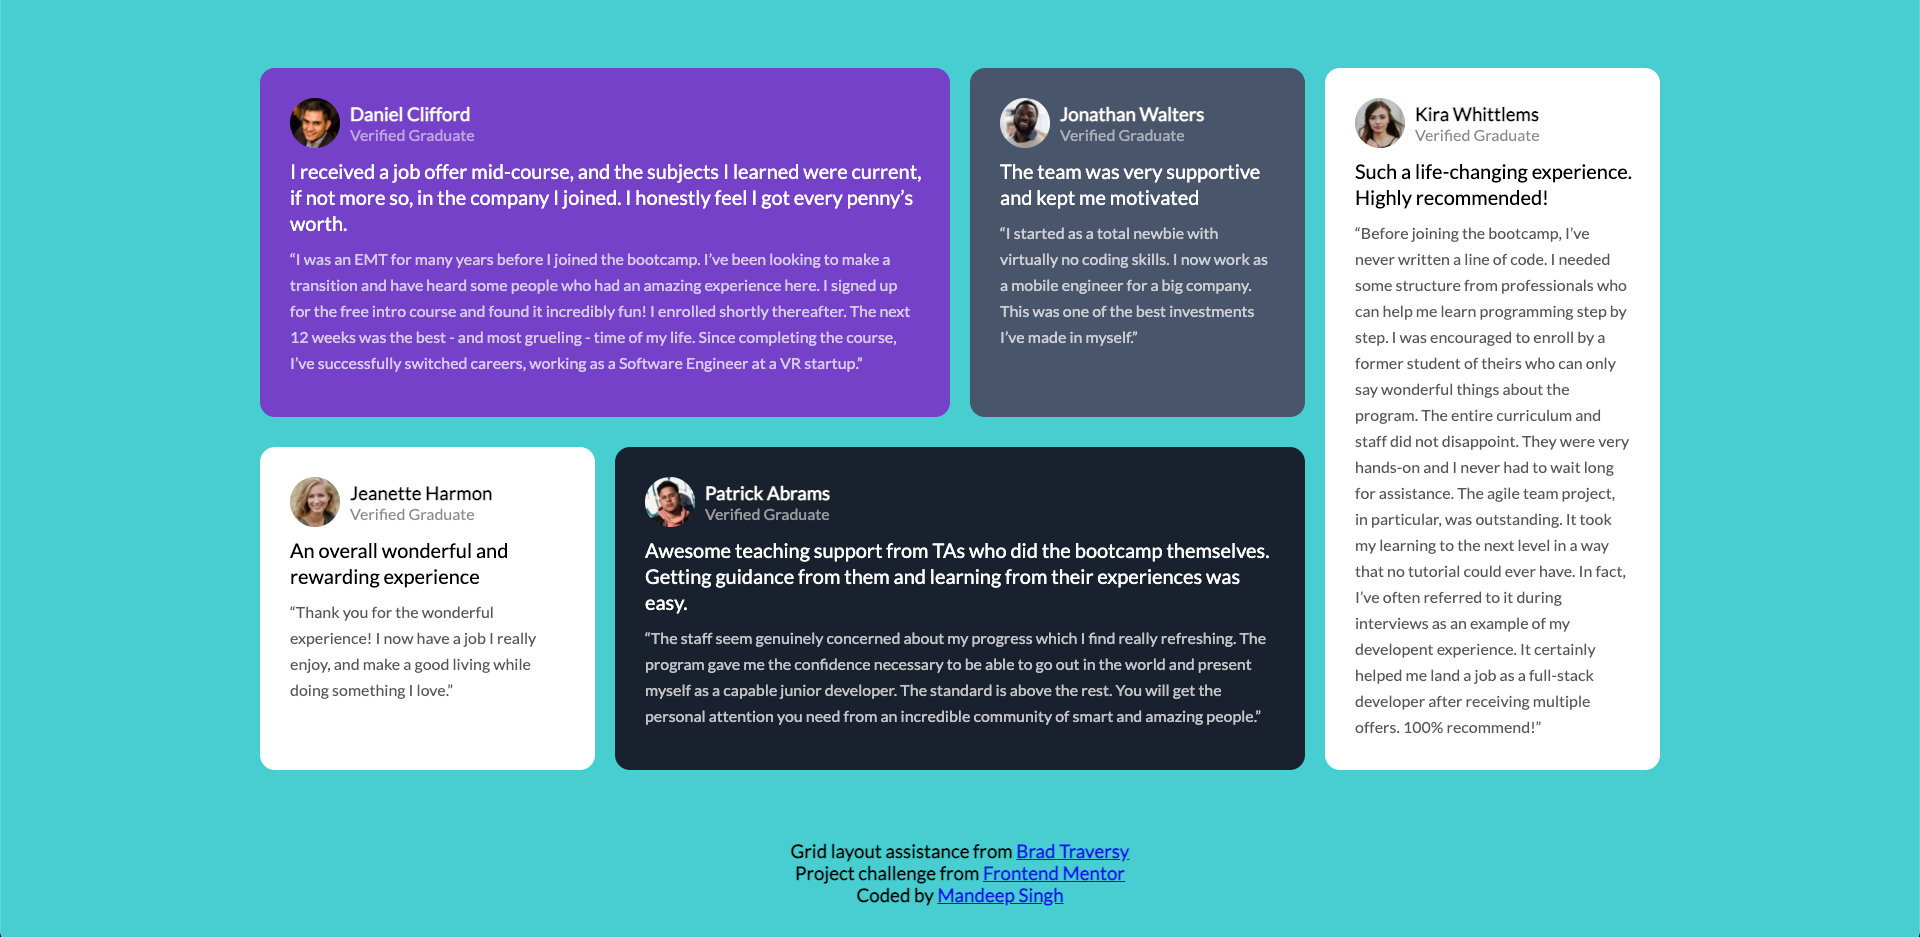 Daniel Clifford
Verified Graduate
I received a job offer mid-course, and the subjects I learned were current,
if not more so, in the company I joined. I honestly feel I got every penny’s
worth.
“I was an EMT for many years before I joined the bootcamp. I’ve been looking to make a
transition and have heard some people who had an amazing experience here. I signed up
for the free intro course and found it incredibly fun! I enrolled shortly thereafter. The next
12 weeks was the best - and most grueling - time of my life. Since completing the course,
I’ve successfully switched careers, working as a Software Engineer at a VR startup.”
Jonathan Walters
Verified Graduate
The team was very supportive
and kept me motivated
“I started as a total newbie with
virtually no coding skills. I now work as
a mobile engineer for a big company.
This was one of the best investments
I’ve made in myself.”
Kira Whittlems
Verified Graduate
Such a life-changing experience.
Highly recommended!
“Before joining the bootcamp, I’ve
never written a line of code. I needed
some structure from professionals who
can help me learn programming step by
step. I was encouraged to enroll by a
former student of theirs who can only
say wonderful things about the
program. The entire curriculum and
staff did not disappoint. They were very
hands-on and I never had to wait long
for assistance. The agile team project,
in particular, was outstanding. It took
my learning to the next level in a way
that no tutorial could ever have. In fact,
I’ve often referred to it during
interviews as an example of my
developent experience. It certainly
helped me land a job as a full-stack
developer after receiving multiple
offers. 100% recommend!”
Jeanette Harmon
Verified Graduate
An overall wonderful and
rewarding experience
“Thank you for the wonderful
experience! I now have a job I really
enjoy, and make a good living while
doing something I love.”
Patrick Abrams
Verified Graduate
Awesome teaching support from TAs who did the bootcamp themselves.
Getting guidance from them and learning from their experiences was
easy.
“The staff seem genuinely concerned about my progress which I find really refreshing. The
program gave me the confidence necessary to be able to go out in the world and present
myself as a capable junior developer. The standard is above the rest. You will get the
personal attention you need from an incredible community of smart and amazing people.”
Grid layout assistance from Brad Traversy
Project challenge from Frontend Mentor
Coded by Mandeep Singh